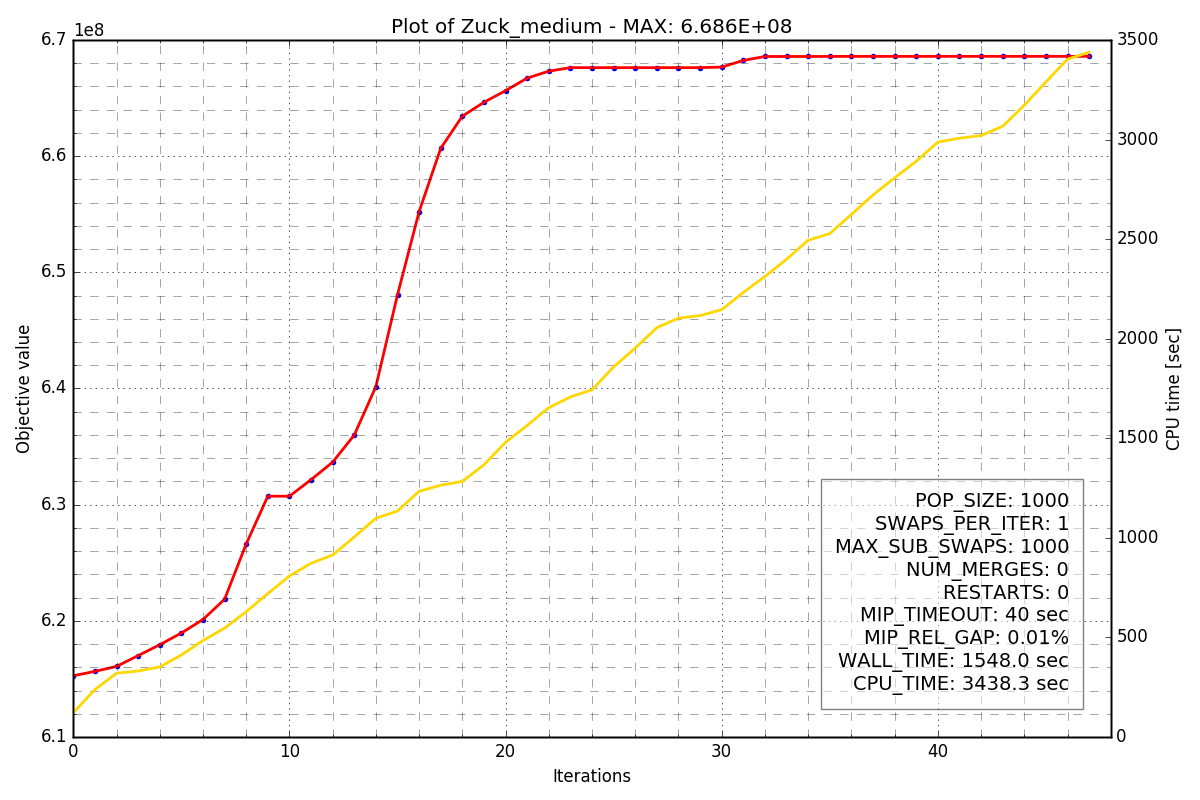 Plot of Zuck_medium - MAX: 6.686E+08
1e8
6.7
6.6
6.5
6.4
6.3
6.2
6.1
Objective value
3500
3000
2500
2000
1500
1000
500
0
CPU time [sec]
POP_SIZE: 1000
SWAPS_PER_ITER: 1
MAX_SUB_SWAPS: 1000
NUM_MERGES: 0
RESTARTS: 0
MIP_TIMEOUT: 40 sec
MIP_REL_GAP: 0.01%
WALL_TIME: 1548.0 sec
CPU_TIME: 3438.3 sec
0 10 20 30 40
Iterations